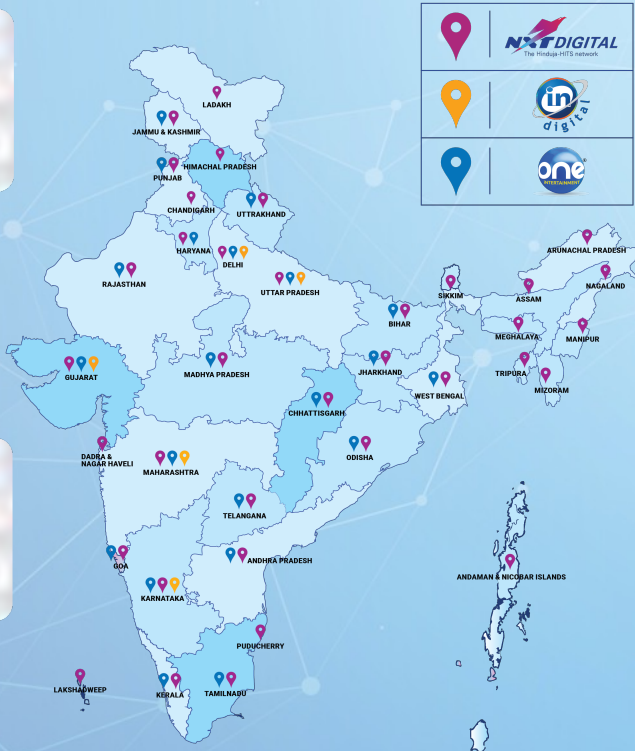 NXTDIGITAL
The Hinduja-HITS network
in
digital
one
ENTERTAINMENT
LADAKH
JAMMU & KASHMIR
HIMACHAL PRADESH
PUNJAB
CHANDIGARH
UTTRAKHAND
HARYANA
DELHI
ARUNACHAL PRADESH
RAJASTHAN
UTTAR PRADESH
SIKKIM
ASSAM
NAGALAND
BIHAR
MEGHALAYA
MANIPUR
GUJARAT
MADHYA PRADESH
JHARKHAND
TRIPURA
MIZORAM
WEST BENGAL
CHHATTISGARH
DADRA &
NAGAR HAVELI
MAHARASHTRA
ODISHA
TELANGANA
GOA
ANDHRA PRADESH
ANDAMAN & NICOBAR ISLANDS
KARNATAKA
PUDUCHERRY
LAKSHADWEEP
KERALA
TAMILNADU